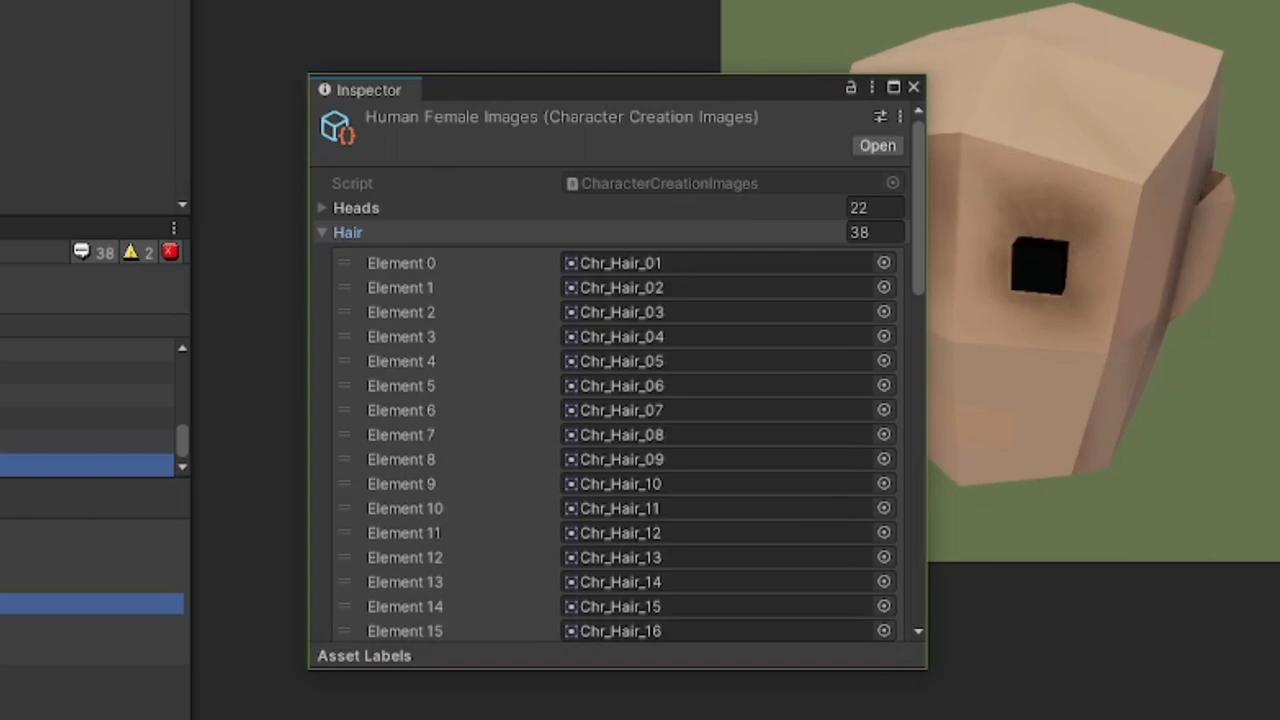 Inspector
Human Female Images (Character Creation Images)
Open
Script CharacterCreationImages
Heads 22
Hair 38
38 2
Element 0 Chr_Hair_01
Element 1 Chr_Hair_02
Element 2 Chr_Hair_03
Element 3 Chr_Hair_04
Element 4 Chr_Hair_05
Element 5 Chr_Hair_06
Element 6 Chr_Hair_07
Element 7 Chr_Hair_08
Element 8 Chr_Hair_09
Element 9 Chr_Hair_10
Element 10 Chr_Hair_11
Element 11 Chr_Hair_12
Element 12 Chr_Hair_13
Element 13 Chr_Hair_14
Element 14 Chr_Hair_15
Element 15 Chr_Hair_16
Asset Labels